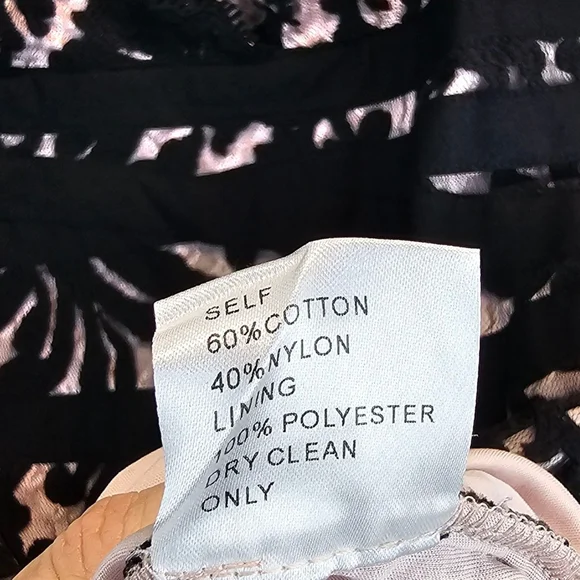 SELF
60% COTTON
40% NYLON
LINING
100% POLYESTER
DRY CLEAN
ONLY